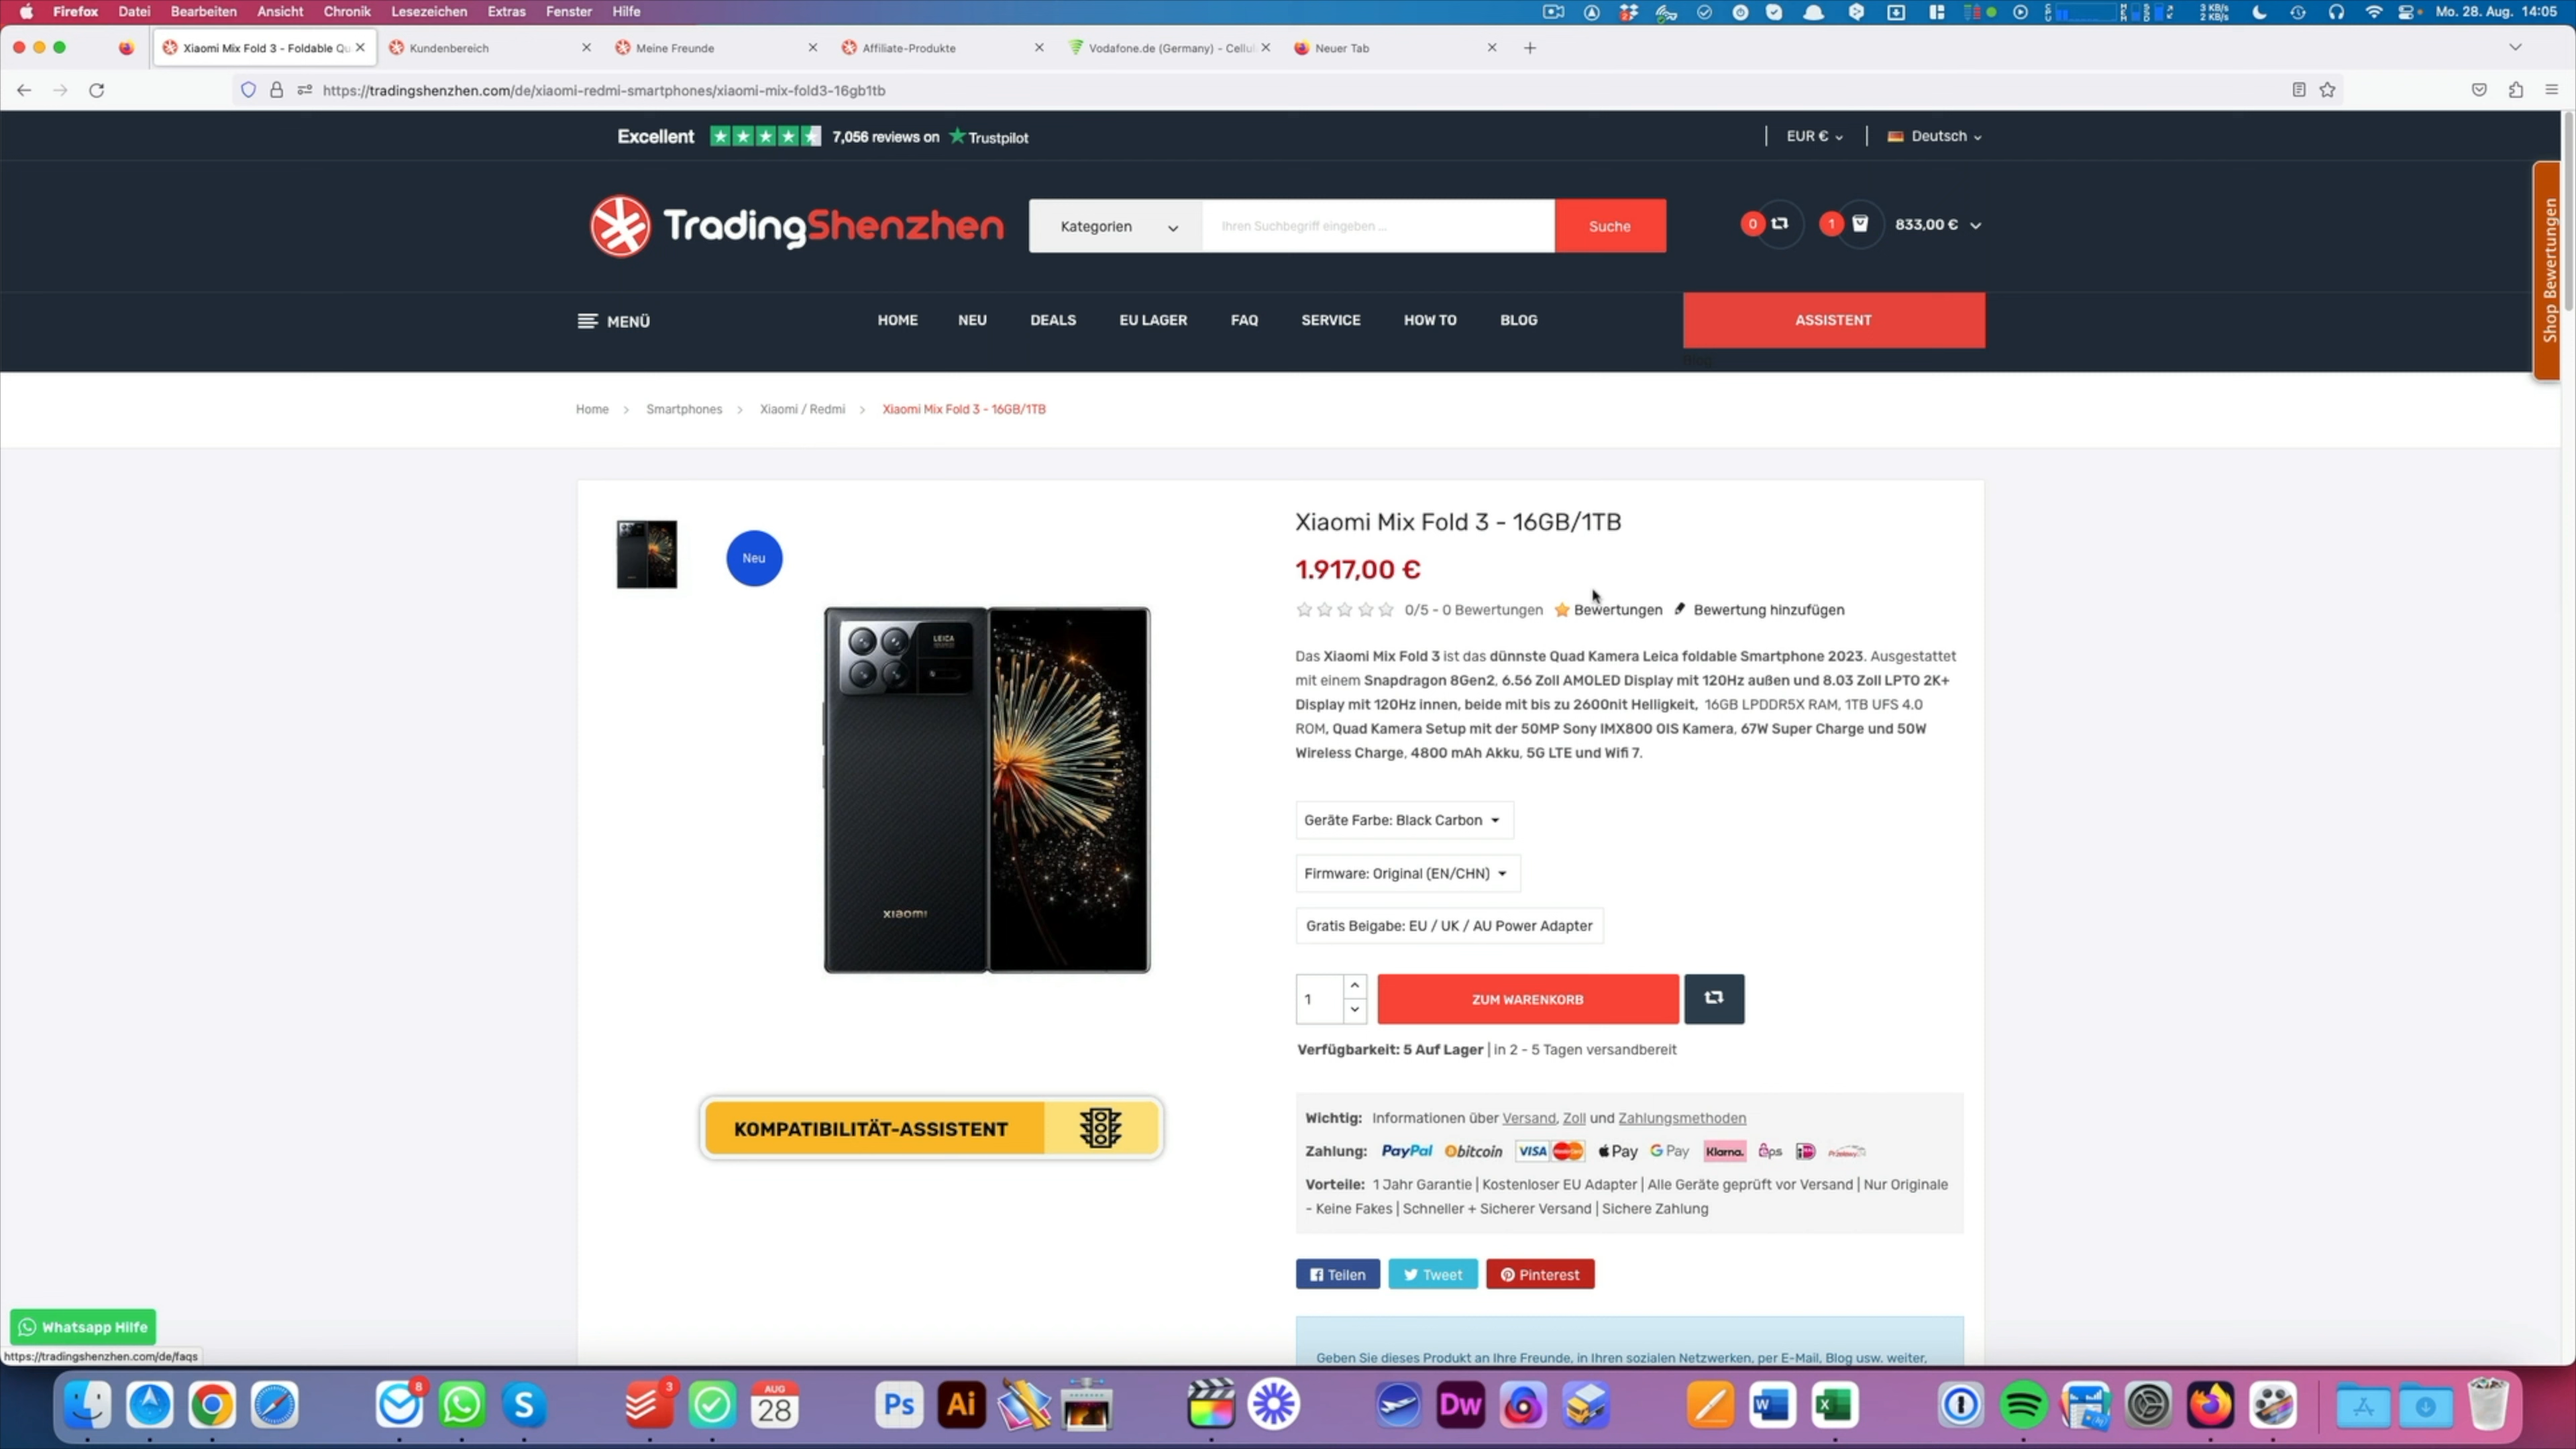 Firefox Datei Bearbeiten Ansicht Chronik Lesezeichen Extras Fenster Hilfe 3 KB/s 2 KB/s Mo. 28. Aug. 14:05
Xiaomi Mix Fold 3 - Foldable Qu Kundenbereich Meine Freunde Affiliate-Produkte Vodafone.de (Germany) - Cellul Neuer Tab
https://tradingshenzhen.com/de/xiaomi-redmi-smartphones/xiaomi-mix-fold3-16gb1tb
Excellent 7,056 reviews on Trustpilot EUR € Deutsch
TradingShenzhen Kategorien Ihren Suchbegriff eingeben ... Suche 0 1 833,00 €
Shop Bewertungen
MENÜ HOME NEU DEALS EU LAGER FAQ SERVICE HOW TO BLOG ASSISTENT
Blog
Home > Smartphones > Xiaomi / Redmi > Xiaomi Mix Fold 3 - 16GB/1TB
Neu
LEICA
xiaomi
KOMPATIBILITÄT-ASSISTENT
Xiaomi Mix Fold 3 - 16GB/1TB
1.917,00 €
0/5 - 0 Bewertungen Bewertungen Bewertung hinzufügen
Das Xiaomi Mix Fold 3 ist das dünnste Quad Kamera Leica foldable Smartphone 2023. Ausgestattet
mit einem Snapdragon 8Gen2, 6.56 Zoll AMOLED Display mit 120Hz außen und 8.03 Zoll LPTO 2K+
Display mit 120Hz innen, beide mit bis zu 2600nit Helligkeit, 16GB LPDDR5X RAM, 1TB UFS 4.0
ROM, Quad Kamera Setup mit der 50MP Sony IMX800 OIS Kamera, 67W Super Charge und 50W
Wireless Charge, 4800 mAh Akku, 5G LTE und Wifi 7.
Geräte Farbe: Black Carbon
Firmware: Original (EN/CHN)
Gratis Beigabe: EU / UK / AU Power Adapter
1 ZUM WARENKORB
Verfügbarkeit: 5 Auf Lager | in 2 - 5 Tagen versandbereit
Wichtig: Informationen über Versand, Zoll und Zahlungsmethoden
Zahlung: PayPal bitcoin VISA Pay G Pay Klarna. eps
Vorteile: 1 Jahr Garantie | Kostenloser EU Adapter | Alle Geräte geprüft vor Versand | Nur Originale
- Keine Fakes | Schneller + Sicherer Versand | Sichere Zahlung
Teilen Tweet Pinterest
Geben Sie dieses Produkt an Ihre Freunde, in Ihren sozialen Netzwerken, per E-Mail, Blog usw. weiter,
Whatsapp Hilfe
https://tradingshenzhen.com/de/faqs
8 S 3 AUG 28 Ps Ai Dw W X